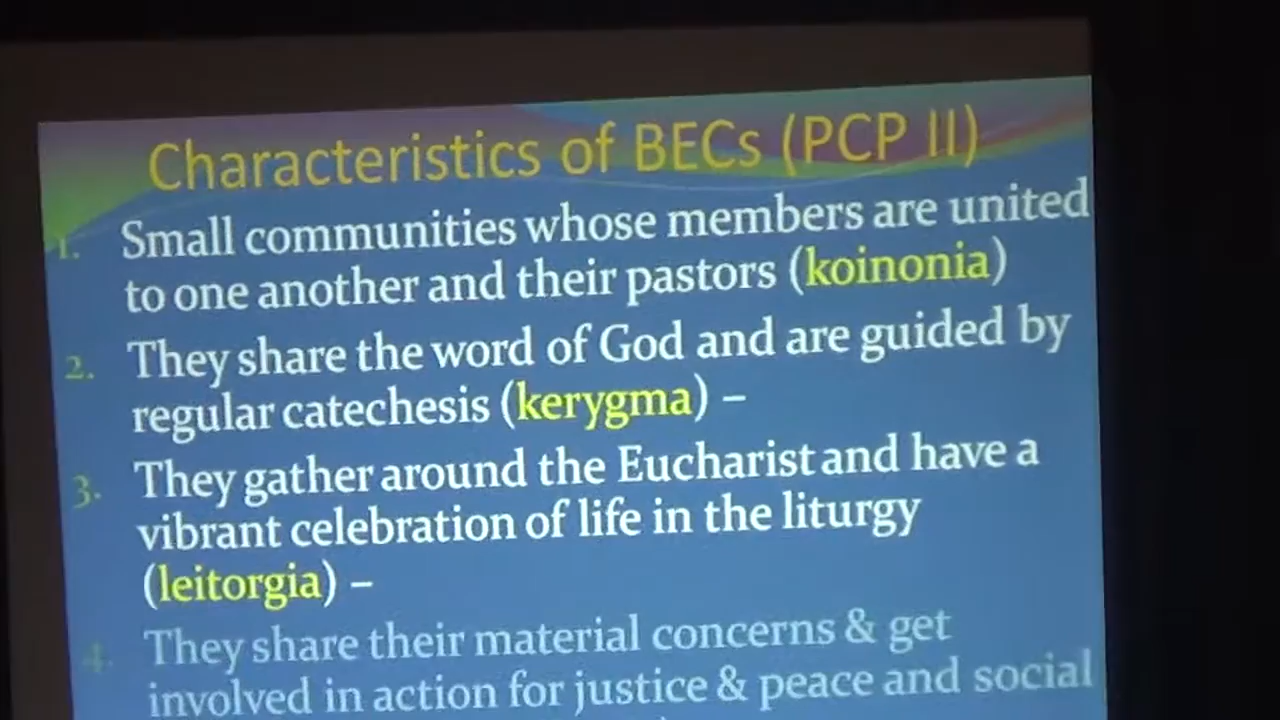 Characteristics of BECs (PCP II)
1. Small communities whose members are united
to one another and their pastors (koinonia)
2. They share the word of God and are guided by
regular catechesis (kerygma) –
3. They gather around the Eucharist and have a
vibrant celebration of life in the liturgy
(leitorgia) –
4. They share their material concerns & get
involved in action for justice & peace and social